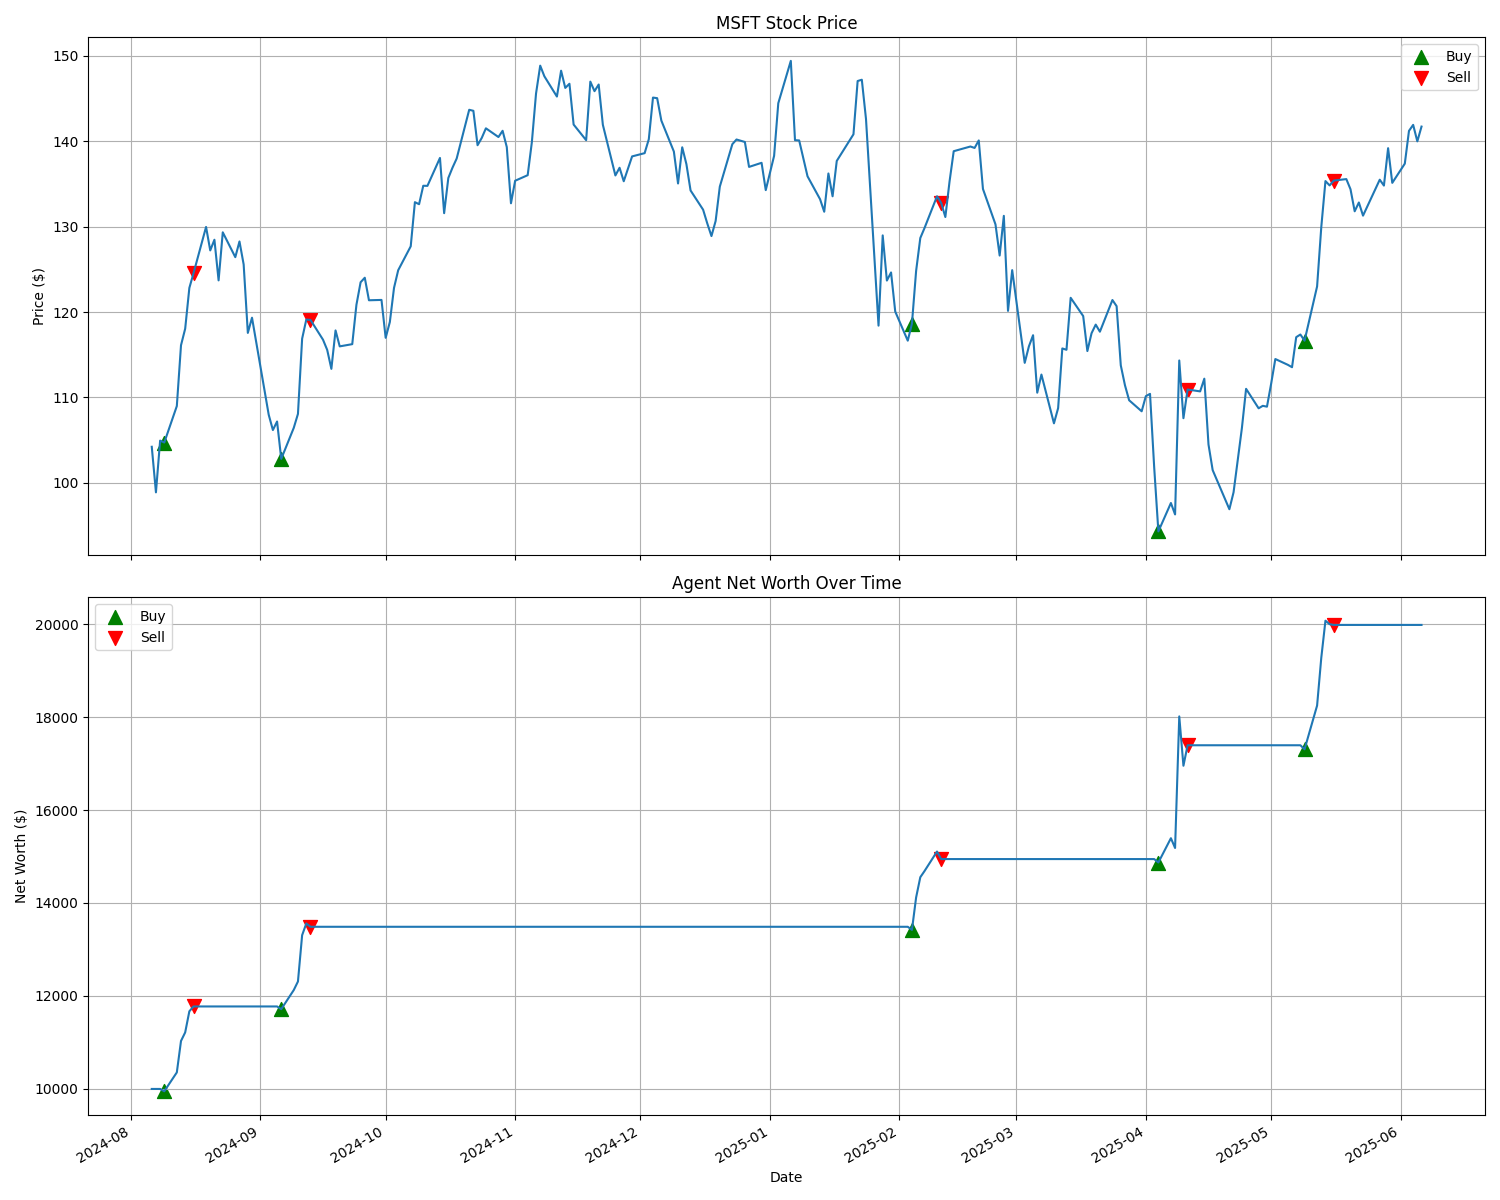 MSFT Stock Price
150
140
130
120
110
100
Price ($)
Buy
Sell
Agent Net Worth Over Time
Buy
Sell
20000
18000
16000
14000
12000
10000
Net Worth ($)
2024-08
2024-09
2024-10
2024-11
2024-12
2025-01
2025-02
2025-03
2025-04
2025-05
2025-06
Date